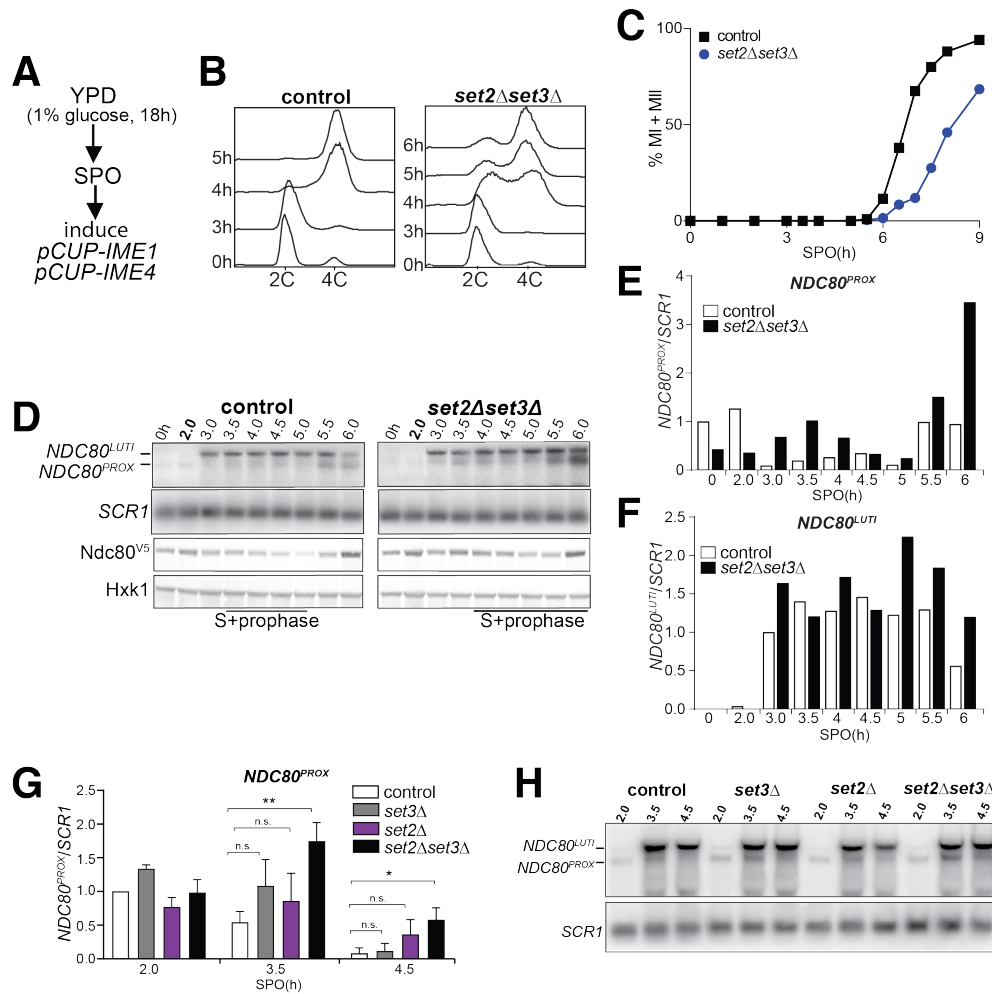 A
YPD
(1% glucose, 18h)
SPO
induce
pCUP-IME1
pCUP-IME4
B
control
set2Δset3Δ
5h
4h
3h
0h
2C 4C
6h
5h
4h
3h
0h
2C 4C
C
control
set2Δset3Δ
% MI + MII
100
50
0
0 3 6 9
SPO(h)
D
control
set2Δset3Δ
0h 2.0 3.0 3.5 4.0 4.5 5.0 5.5 6.0
0h 2.0 3.0 3.5 4.0 4.5 5.0 5.5 6.0
NDC80LUTI
NDC80PROX
SCR1
Ndc80V5
Hxk1
S+prophase
S+prophase
E
NDC80PROX
control
set2Δset3Δ
NDC80PROX/SCR1
4
3
2
1
0
0 2.0 3.0 3.5 4 4.5 5 5.5 6
SPO(h)
F
NDC80LUTI
control
set2Δset3Δ
NDC80LUTI/SCR1
2.5
2.0
1.5
1.0
0.5
0.0
0 2.0 3.0 3.5 4 4.5 5 5.5 6
SPO(h)
G
NDC80PROX
control
set3Δ
set2Δ
set2Δset3Δ
NDC80PROX/SCR1
2.5
2.0
1.5
1.0
0.5
0.0
**
n.s.
n.s.
*
n.s.
n.s.
2.0 3.5 4.5
SPO(h)
H
control set3Δ set2Δ set2Δset3Δ
2.0 3.5 4.5 2.0 3.5 4.5 2.0 3.5 4.5 2.0 3.5 4.5
NDC80LUTI
NDC80PROX
SCR1